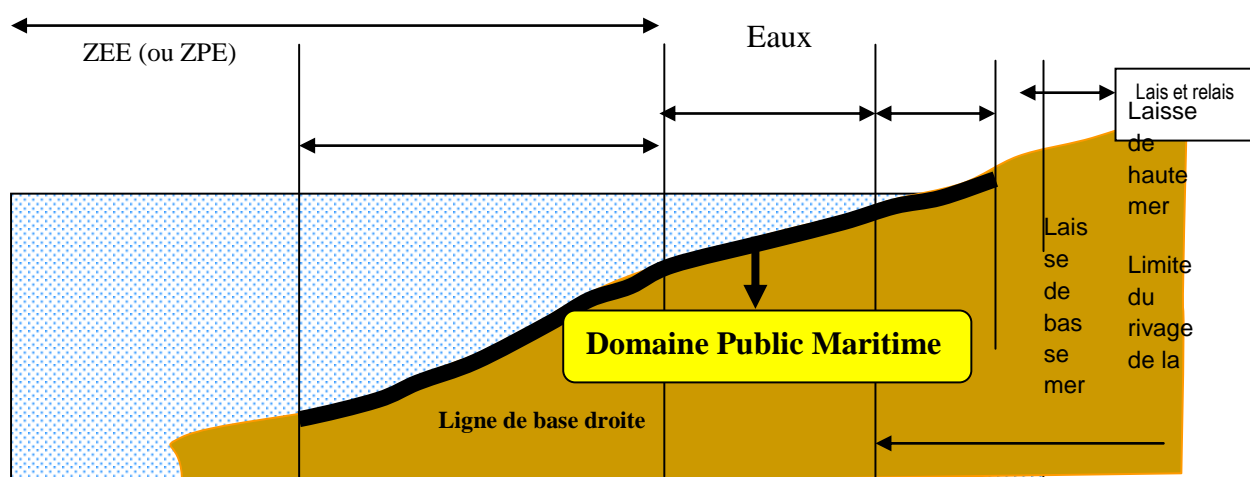 ZEE (ou ZPE)
Eaux
Lais et relais
Laisse
de
haute
mer
Limite
du
rivage
de la
Lais
se
de
bas
se
mer
Domaine Public Maritime
Ligne de base droite